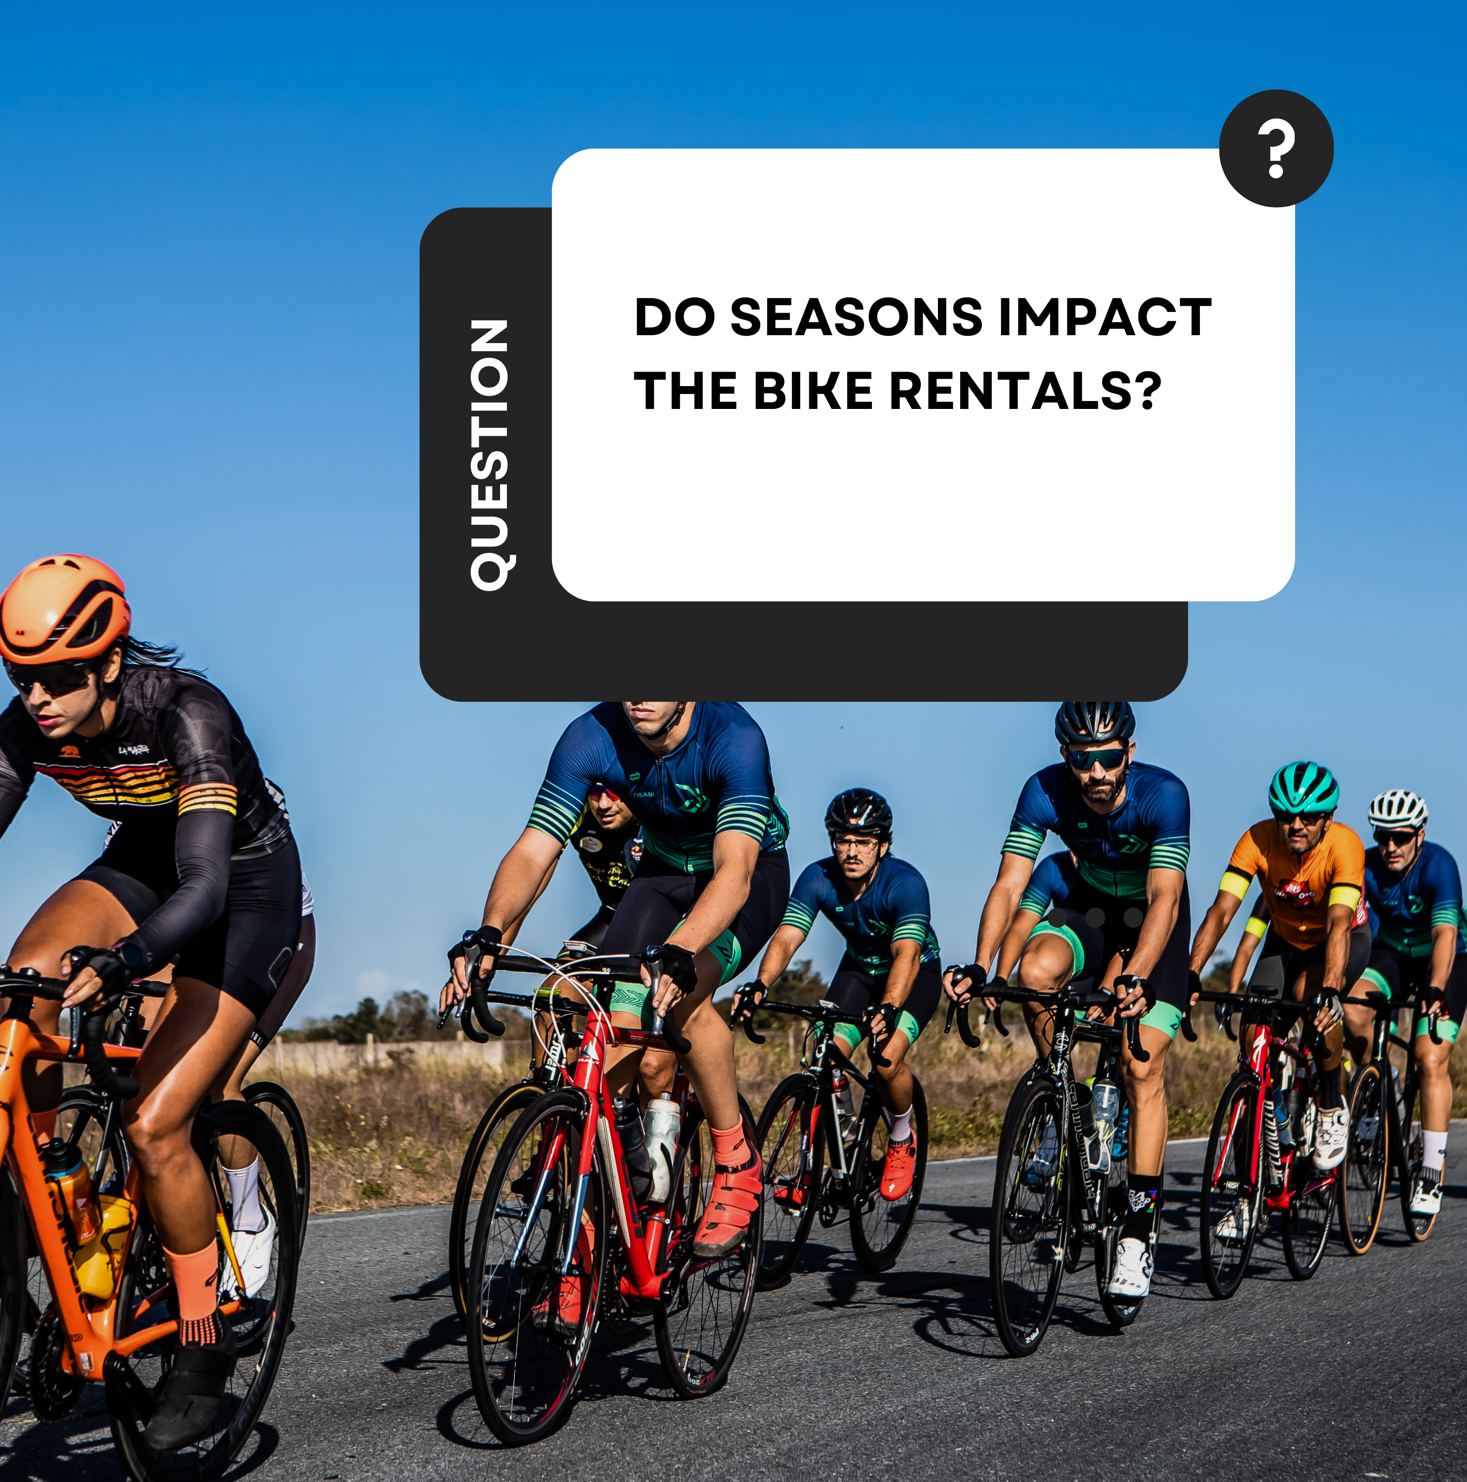 ?
QUESTION
DO SEASONS IMPACT
THE BIKE RENTALS?